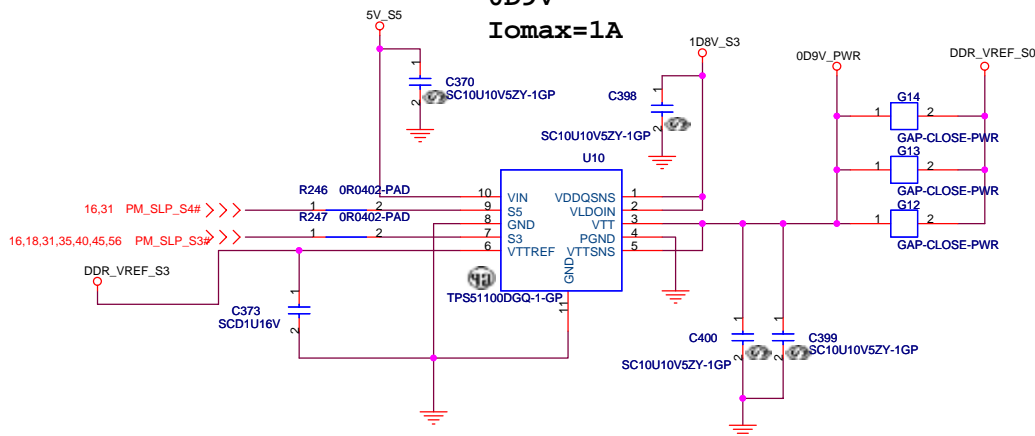 0D9V
Iomax=1A
5V_S5
1D8V_S3
0D9V_PWR
DDR_VREF_S0
1
C370
SC10U10V5ZY-1GP
2
1
C398
SC10U10V5ZY-1GP
2
G14
1 2
GAP-CLOSE-PWR
G13
1 2
GAP-CLOSE-PWR
G12
1 2
GAP-CLOSE-PWR
U10
R246 0R0402-PAD
16,31 PM_SLP_S4#
1 2
R247 0R0402-PAD
16,18,31,35,40,45,56 PM_SLP_S3#
1 2
10 VIN VDDQSNS 1
9 S5 VLDOIN 2
8 GND VTT 3
7 S3 PGND 4
6 VTTREF VTTSNS 5
GND
11
TPS51100DGQ-1-GP
DDR_VREF_S3
1
C373
SCD1U16V
2
1
C400
SC10U10V5ZY-1GP
2
1
C399
SC10U10V5ZY-1GP
2